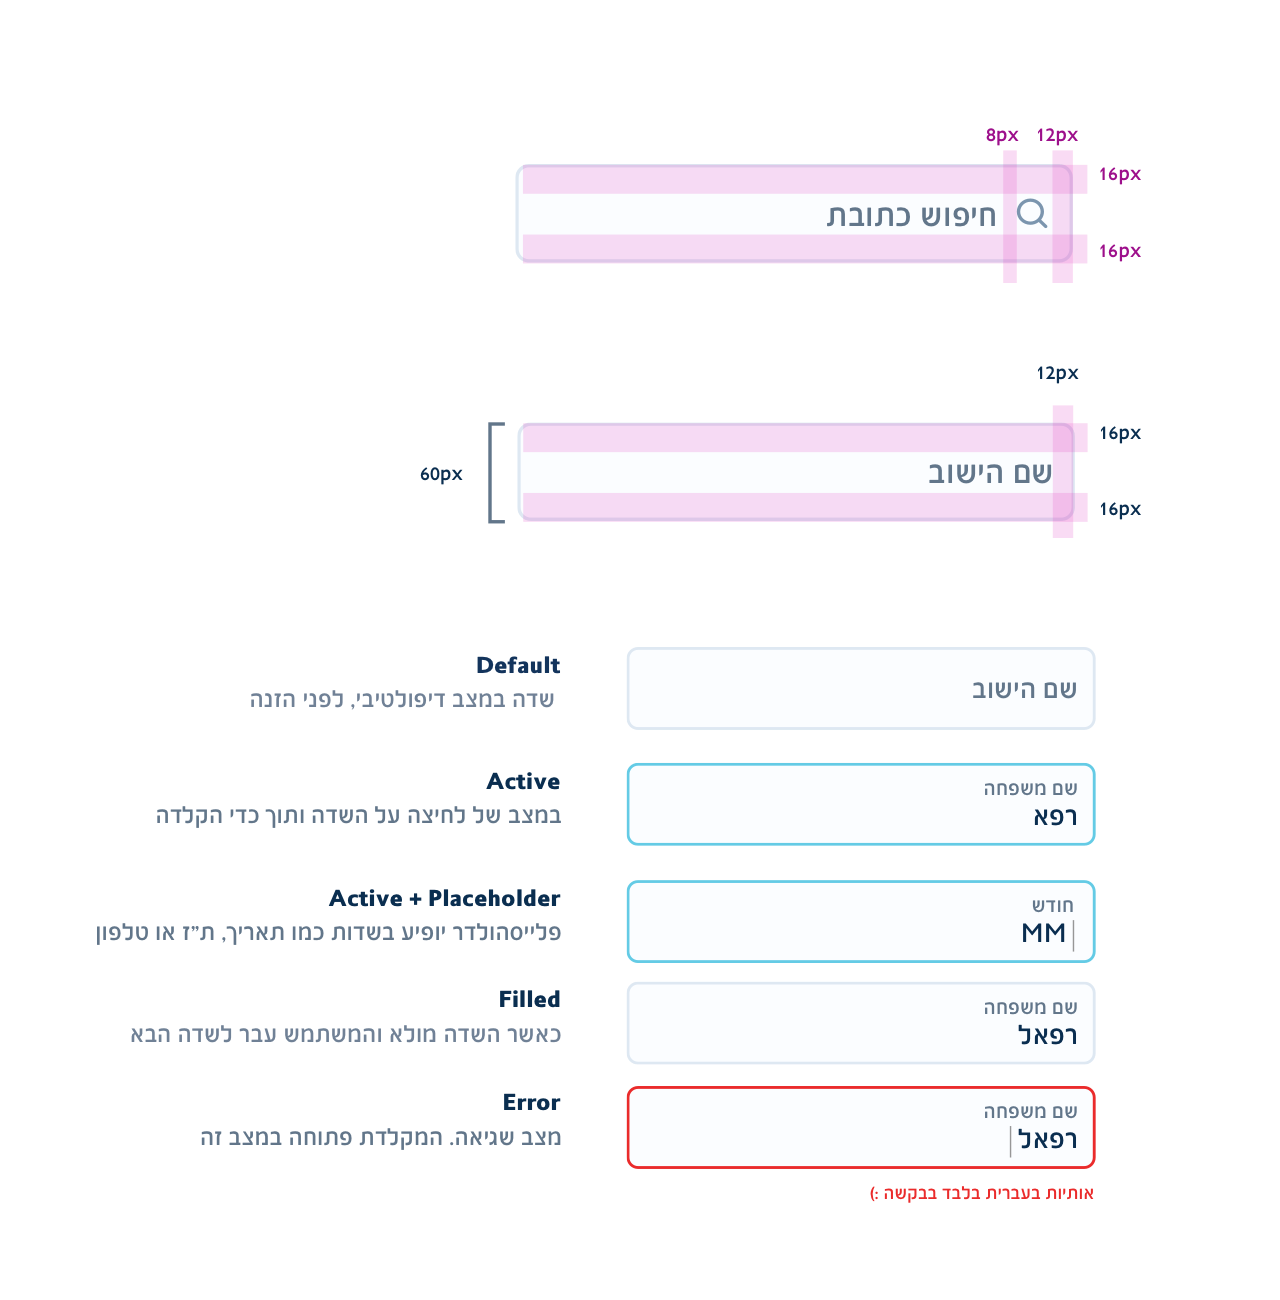 8px 12px
16px
חיפוש כתובת
16px
12px
16px
שם הישוב
60px
16px
Default
שדה במצב דיפולטיבי, לפני הזנה
שם הישוב
Active
במצב של לחיצה על השדה ותוך כדי הקלדה
שם משפחה
רפא
Active + Placeholder
פלייסהולדר יופיע בשדות כמו תאריך, ת״ז או טלפון
חודש
MM
Filled
כאשר השדה מולא והמשתמש עבר לשדה הבא
שם משפחה
רפאל
Error
מצב שגיאה. המקלדת פתוחה במצב זה
שם משפחה
רפאל
אותיות בעברית בלבד בבקשה :)